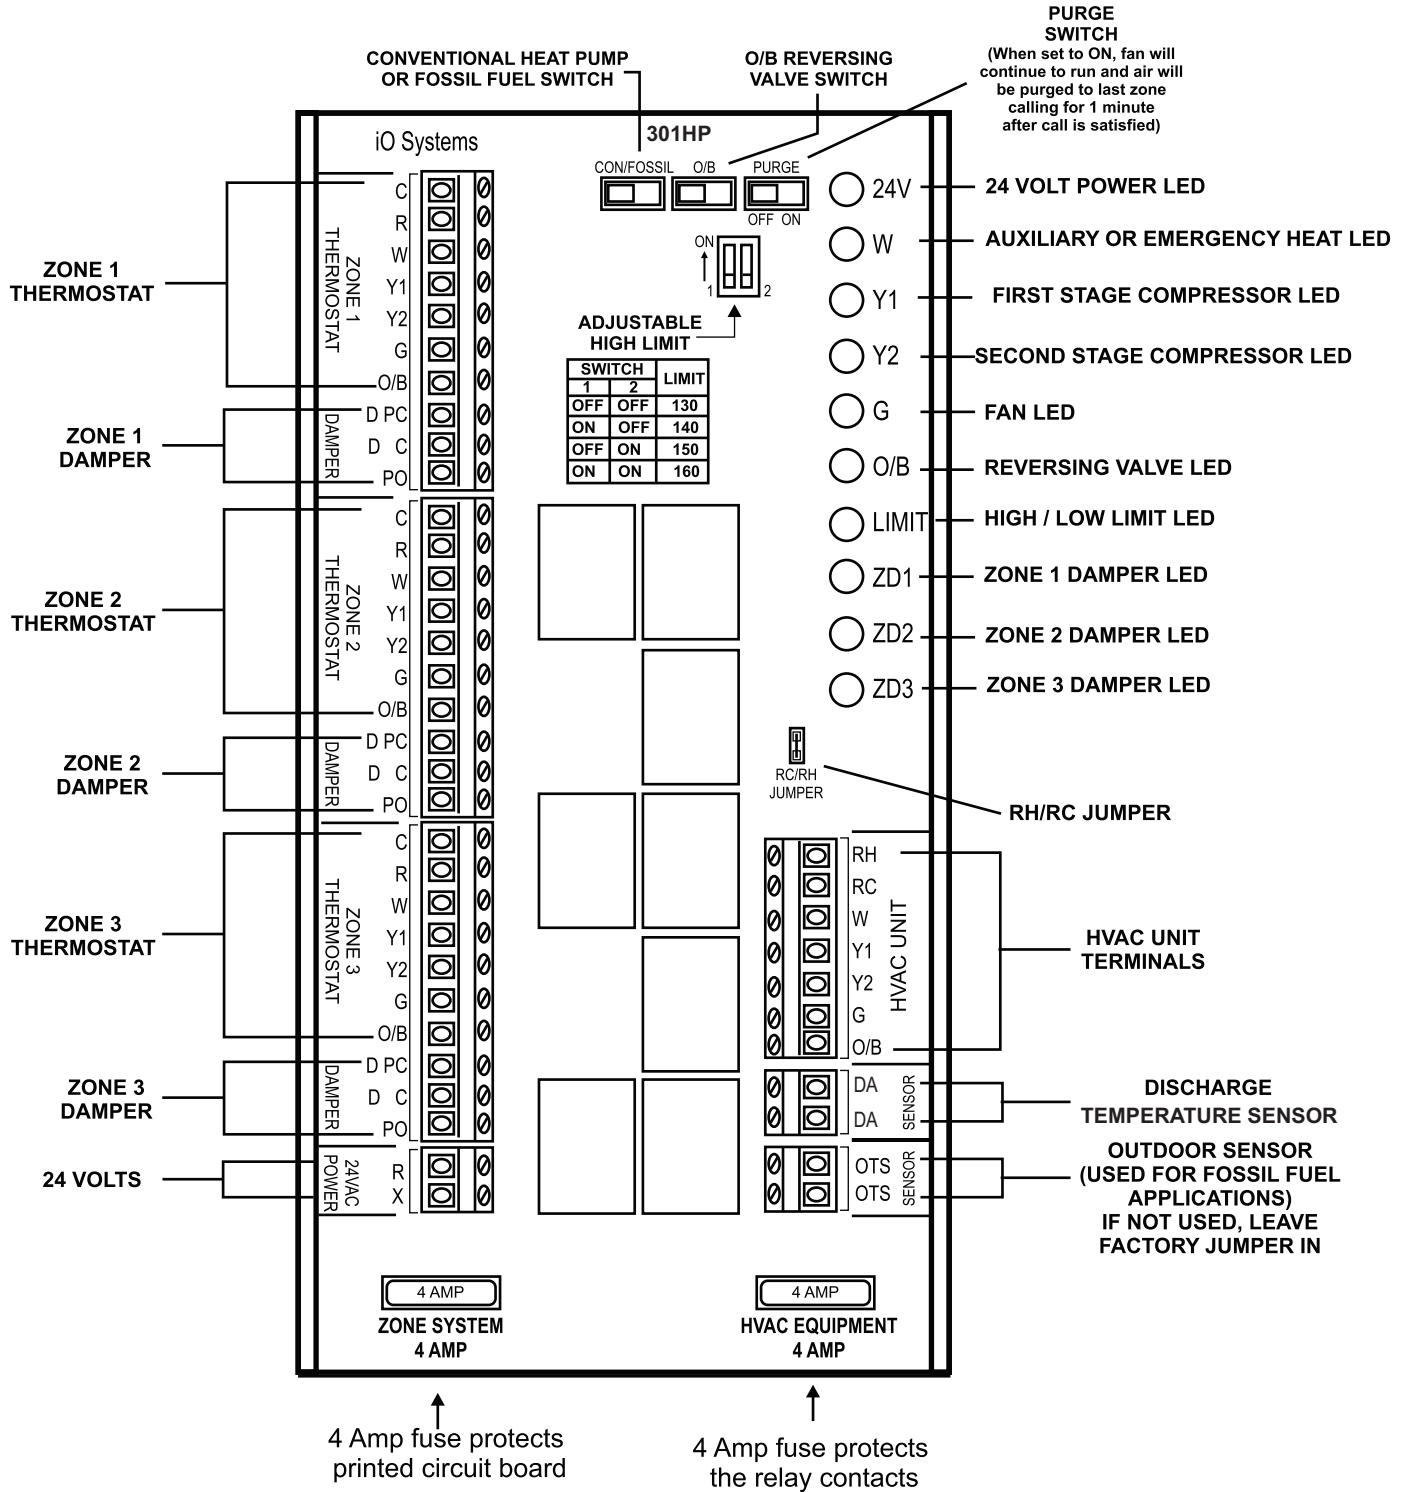 PURGE
SWITCH
(When set to ON, fan will
continue to run and air will
be purged to last zone
calling for 1 minute
after call is satisfied)
CONVENTIONAL HEAT PUMP
OR FOSSIL FUEL SWITCH
O/B REVERSING
VALVE SWITCH
iO Systems
301HP
CON/FOSSIL
O/B
PURGE
OFF ON
ON
1
2
ADJUSTABLE
HIGH LIMIT
SWITCH LIMIT
1 2
OFF OFF 130
ON OFF 140
OFF ON 150
ON ON 160
ZONE 1
THERMOSTAT
ZONE 1
THERMOSTAT
C
R
W
Y1
Y2
G
O/B
ZONE 1
DAMPER
DAMPER
D PC
D C
PO
ZONE 2
THERMOSTAT
ZONE 2
THERMOSTAT
C
R
W
Y1
Y2
G
O/B
ZONE 2
DAMPER
DAMPER
D PC
D C
PO
ZONE 3
THERMOSTAT
ZONE 3
THERMOSTAT
C
R
W
Y1
Y2
G
O/B
ZONE 3
DAMPER
DAMPER
D PC
D C
PO
24 VOLTS
24VAC
POWER
R
X
24V
24 VOLT POWER LED
W
AUXILIARY OR EMERGENCY HEAT LED
Y1
FIRST STAGE COMPRESSOR LED
Y2
SECOND STAGE COMPRESSOR LED
G
FAN LED
O/B
REVERSING VALVE LED
LIMIT
HIGH / LOW LIMIT LED
ZD1
ZONE 1 DAMPER LED
ZD2
ZONE 2 DAMPER LED
ZD3
ZONE 3 DAMPER LED
RC/RH
JUMPER
RH/RC JUMPER
RH
RC
W
Y1
Y2
G
O/B
HVAC UNIT
HVAC UNIT
TERMINALS
DA
DA
SENSOR
DISCHARGE
TEMPERATURE SENSOR
OTS
OTS
SENSOR
OUTDOOR SENSOR
(USED FOR FOSSIL FUEL
APPLICATIONS)
IF NOT USED, LEAVE
FACTORY JUMPER IN
4 AMP
ZONE SYSTEM
4 AMP
4 AMP
HVAC EQUIPMENT
4 AMP
4 Amp fuse protects
printed circuit board
4 Amp fuse protects
the relay contacts